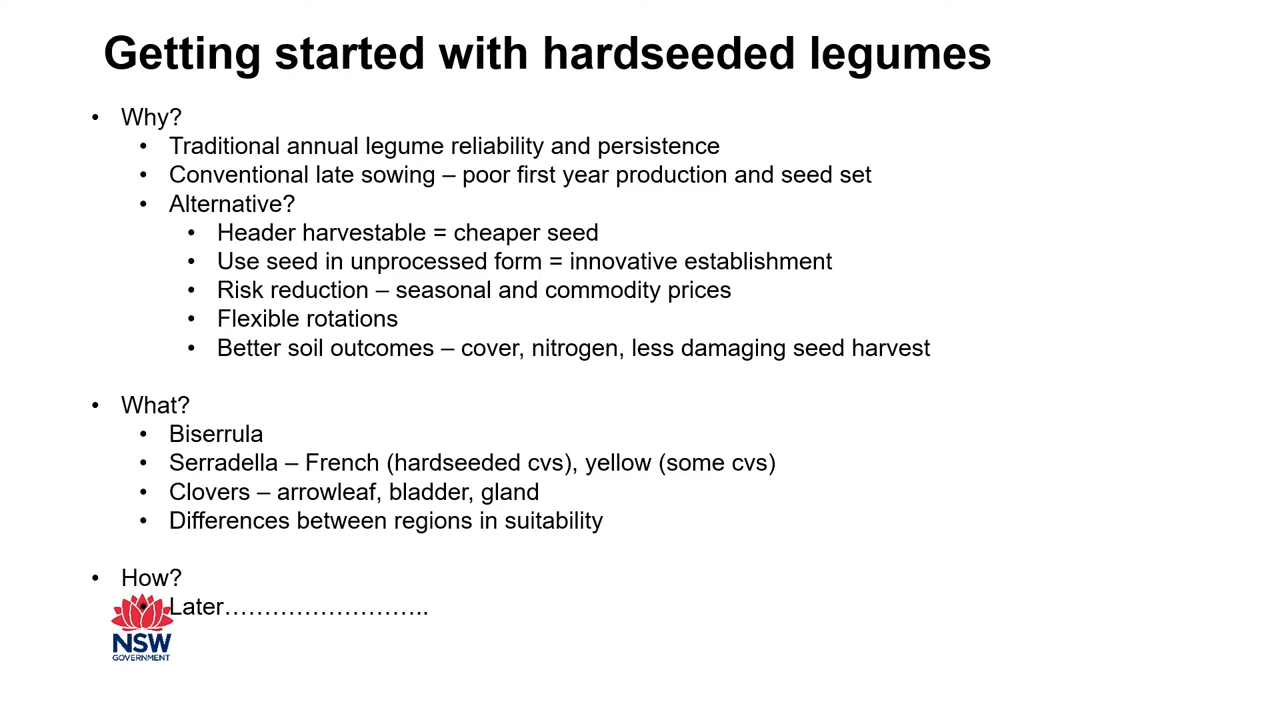 Getting started with hardseeded legumes
• Why?
• Traditional annual legume reliability and persistence
• Conventional late sowing – poor first year production and seed set
• Alternative?
• Header harvestable = cheaper seed
• Use seed in unprocessed form = innovative establishment
• Risk reduction – seasonal and commodity prices
• Flexible rotations
• Better soil outcomes – cover, nitrogen, less damaging seed harvest
• What?
• Biserrula
• Serradella – French (hardseeded cvs), yellow (some cvs)
• Clovers – arrowleaf, bladder, gland
• Differences between regions in suitability
• How?
• Later……………………..
NSW
GOVERNMENT